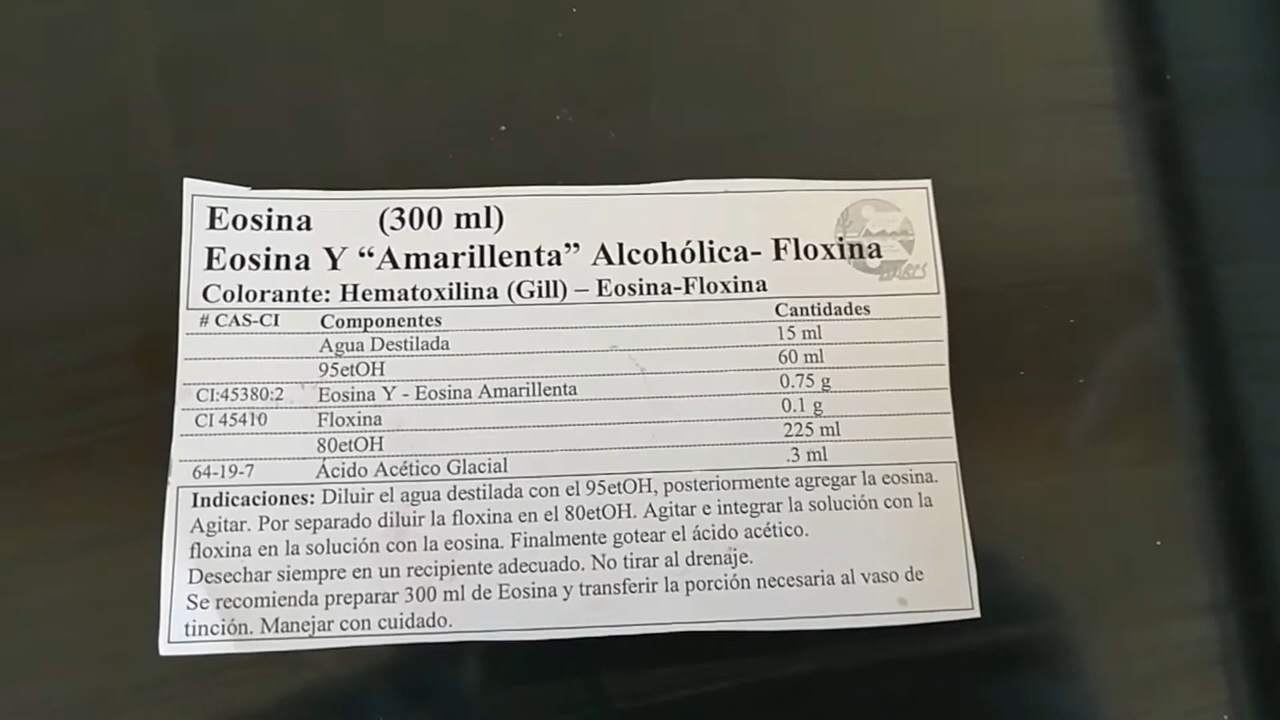 Eosina (300 ml)
Eosina Y “Amarillenta” Alcohólica- Floxina
Colorante: Hematoxilina (Gill) – Eosina-Floxina
# CAS-CI Componentes Cantidades
Agua Destilada 15 ml
95etOH 60 ml
CI:45380:2 Eosina Y - Eosina Amarillenta 0.75 g
CI 45410 Floxina 0.1 g
80etOH 225 ml
64-19-7 Ácido Acético Glacial .3 ml
Indicaciones: Diluir el agua destilada con el 95etOH, posteriormente agregar la eosina.
Agitar. Por separado diluir la floxina en el 80etOH. Agitar e integrar la solución con la
floxina en la solución con la eosina. Finalmente gotear el ácido acético.
Desechar siempre en un recipiente adecuado. No tirar al drenaje.
Se recomienda preparar 300 ml de Eosina y transferir la porción necesaria al vaso de
tinción. Manejar con cuidado.